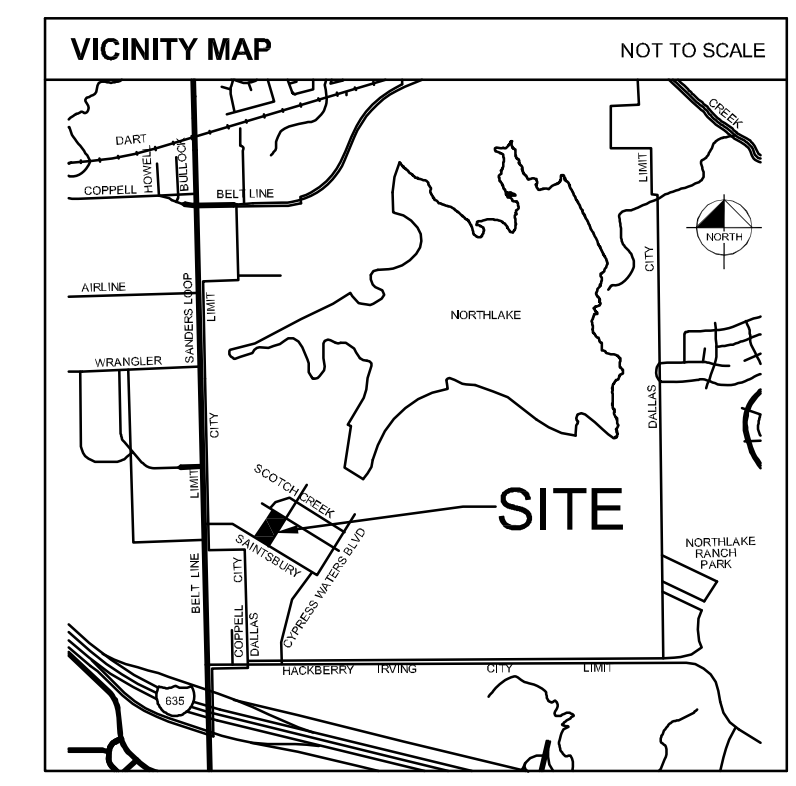 VICINITY MAP
NOT TO SCALE
CREEK
DART
HOWELL
BULLOCK
COPPELL
BELT LINE
LIMIT
NORTH
CITY
AIRLINE
SANDERS LOOP
LIMIT
NORTHLAKE
WRANGLER
DALLAS
CITY
LIMIT
SCOTCH CREEK
SITE
SAINTSBURY
CYPRESS WATERS BLVD
NORTHLAKE
RANCH
PARK
BELT LINE
CITY
COPPELL
DALLAS
HACKBERRY
IRVING
CITY
LIMIT
635